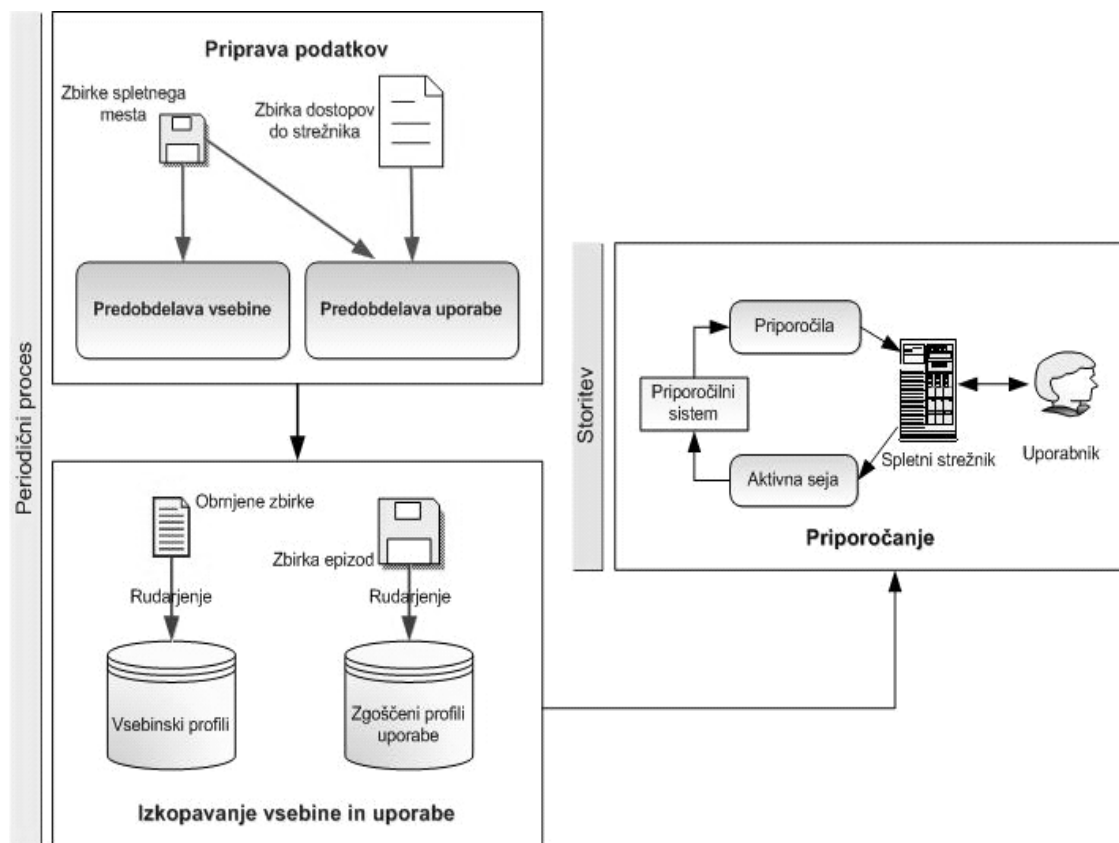 Periodični proces
Priprava podatkov
Zbirke spletnega
mesta
Zbirka dostopov
do strežnika
Predobdelava vsebine
Predobdelava uporabe
Obrnjene zbirke
Zbirka epizod
Rudarjenje
Rudarjenje
Vsebinski profili
Zgoščeni profili
uporabe
Izkopavanje vsebine in uporabe
Storitev
Priporočila
Priporočilni
sistem
Aktivna seja
Spletni strežnik
Uporabnik
Priporočanje